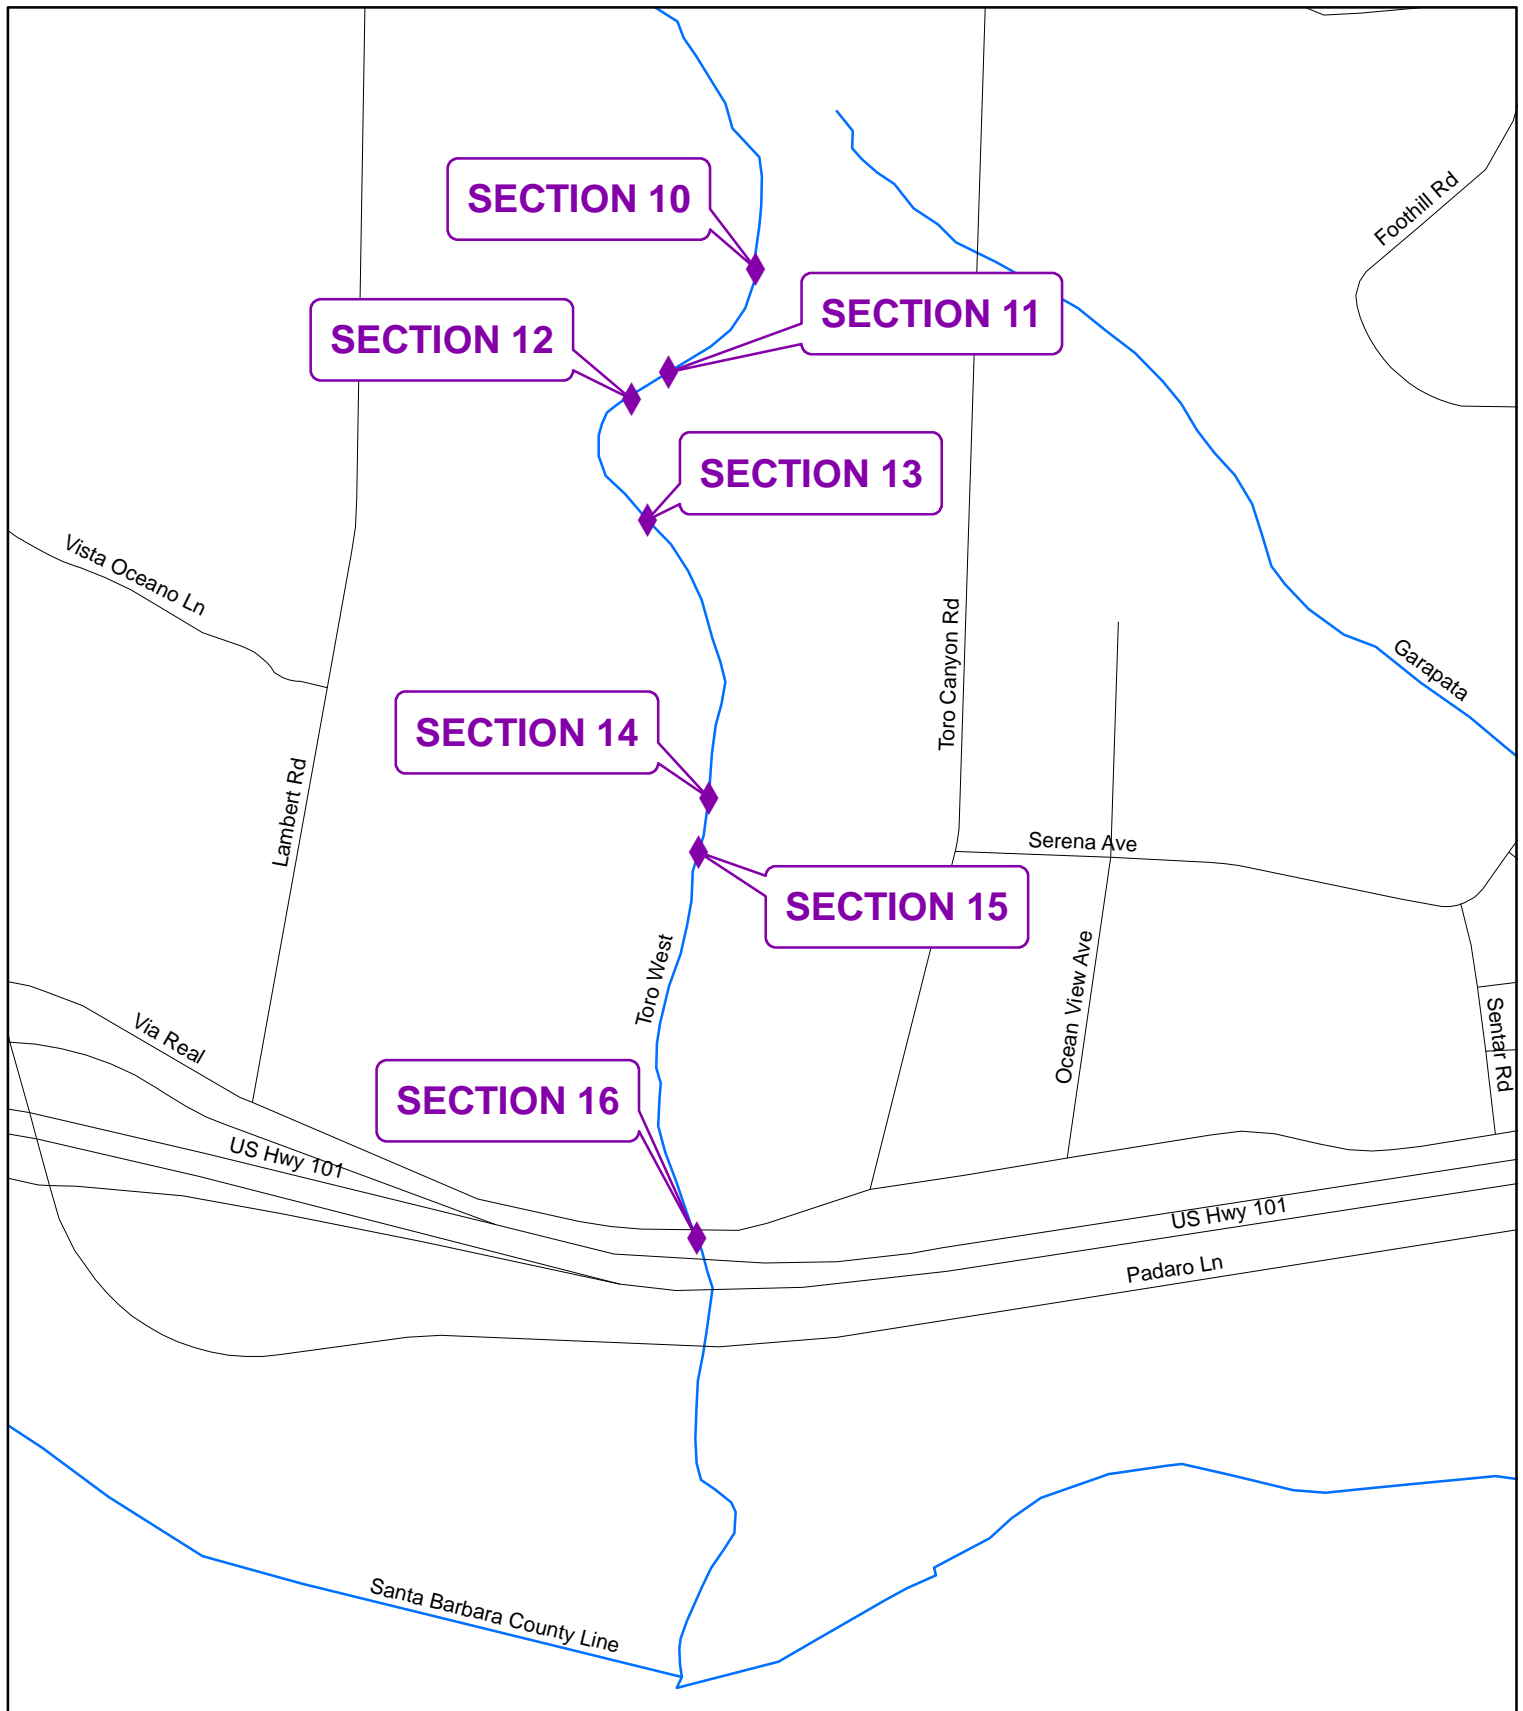 SECTION 10
Foothill Rd
SECTION 11
SECTION 12
SECTION 13
Vista Oceano Ln
Toro Canyon Rd
Garapata
SECTION 14
Lambert Rd
Serena Ave
SECTION 15
Toro West
Ocean View Ave
Sentar Rd
Via Real
SECTION 16
US Hwy 101
US Hwy 101
Padaro Ln
Santa Barbara County Line